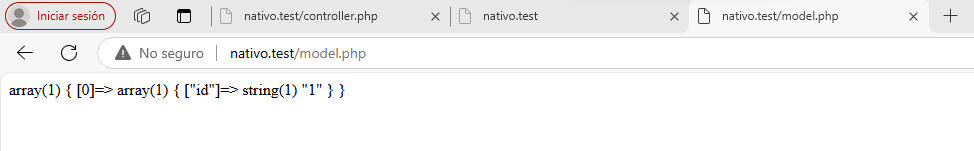 Iniciar sesión
nativo.test/controller.php
nativo.test
nativo.test/model.php
No seguro
nativo.test/model.php
array(1) { [0]=> array(1) { ["id"]=> string(1) "1" } }